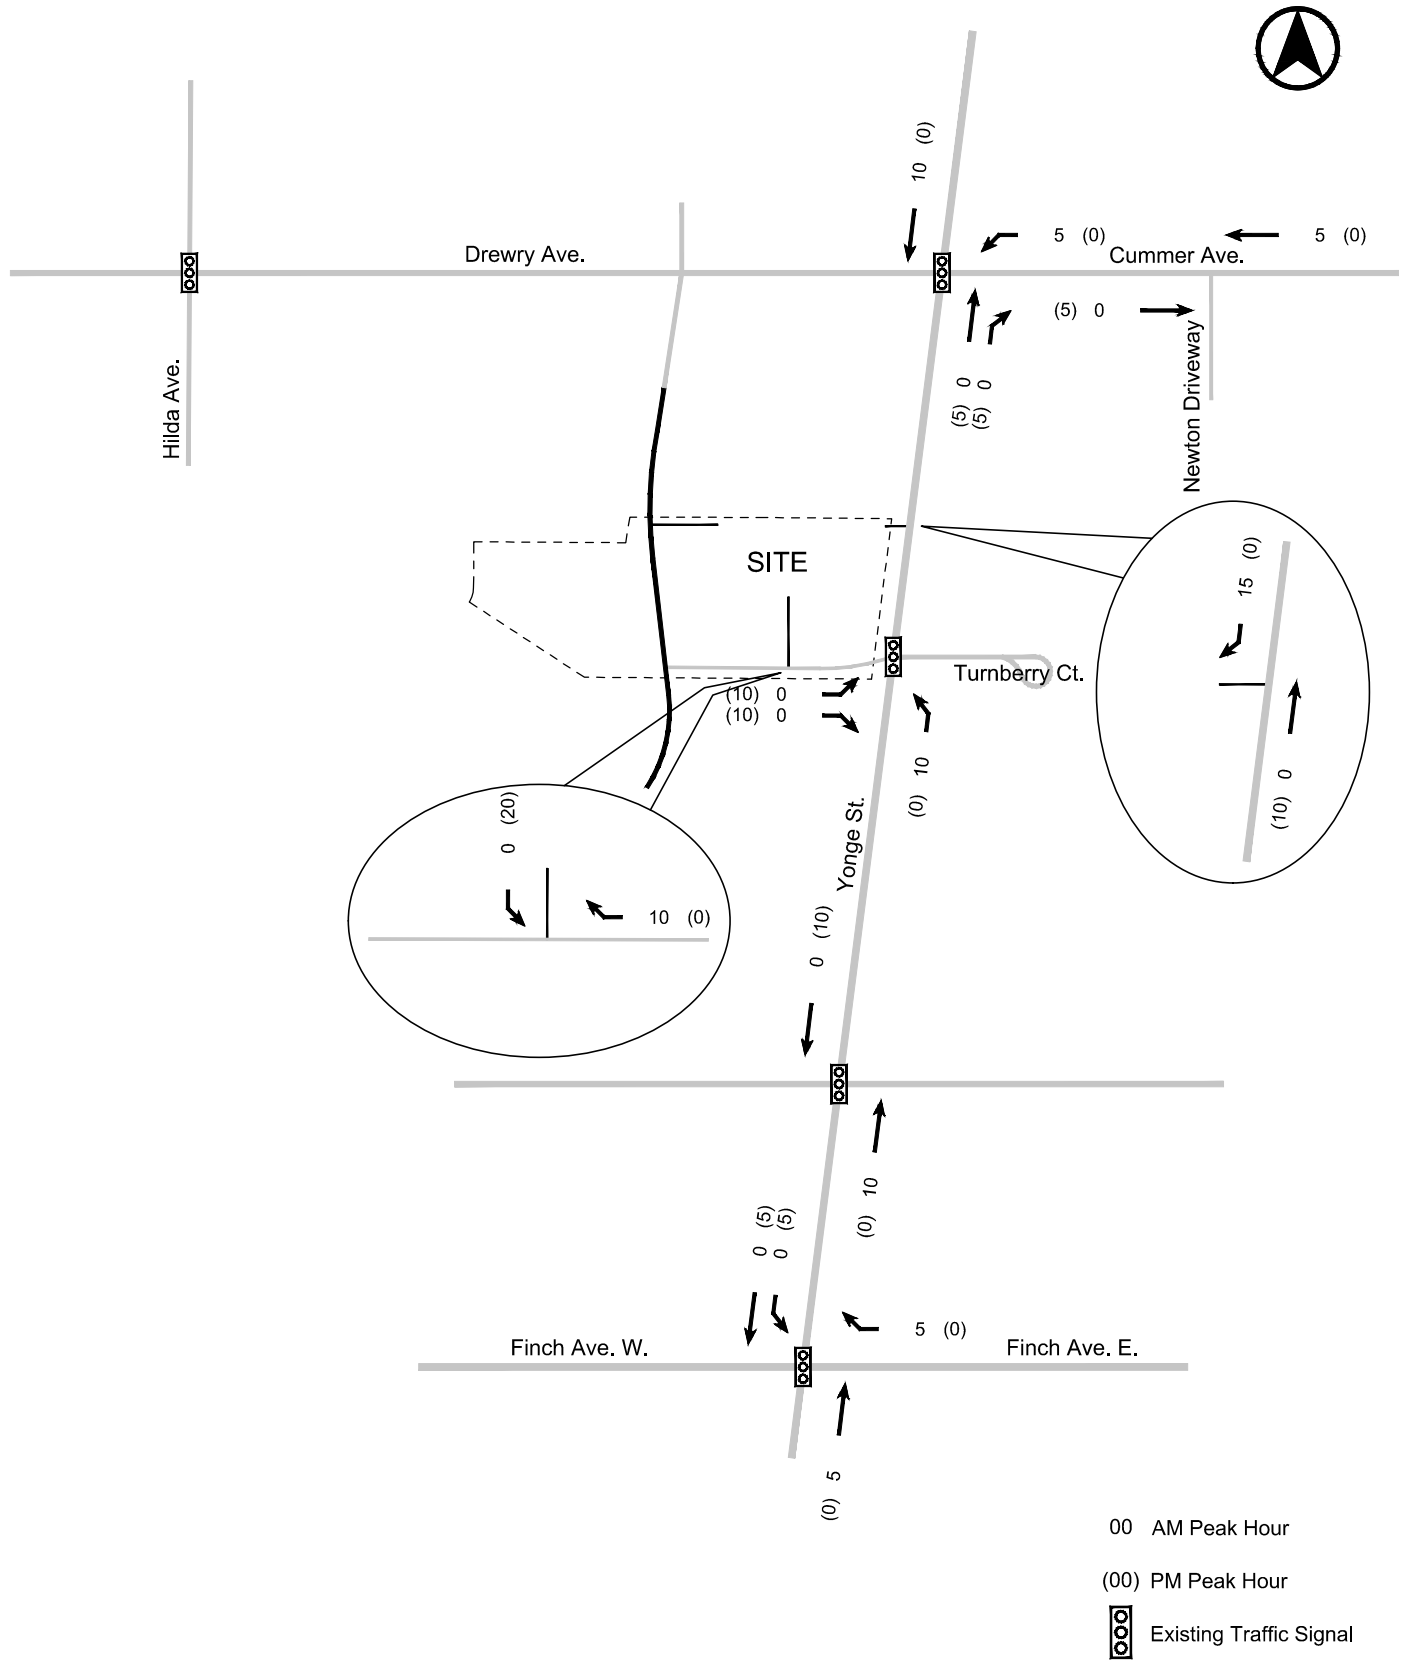 10 (0)
5 (0)
5 (0)
Drewry Ave.
Cummer Ave.
(5) 0
Hilda Ave.
(5) 0
(5) 0
Newton Driveway
SITE
15 (0)
Turnberry Ct.
(10) 0
(10) 0
(0) 10
(10) 0
Yonge St.
0 (20)
10 (0)
0 (10)
(0) 10
0 (5)
0 (5)
5 (0)
Finch Ave. W.
Finch Ave. E.
(0) 5
00 AM Peak Hour
(00) PM Peak Hour
Existing Traffic Signal